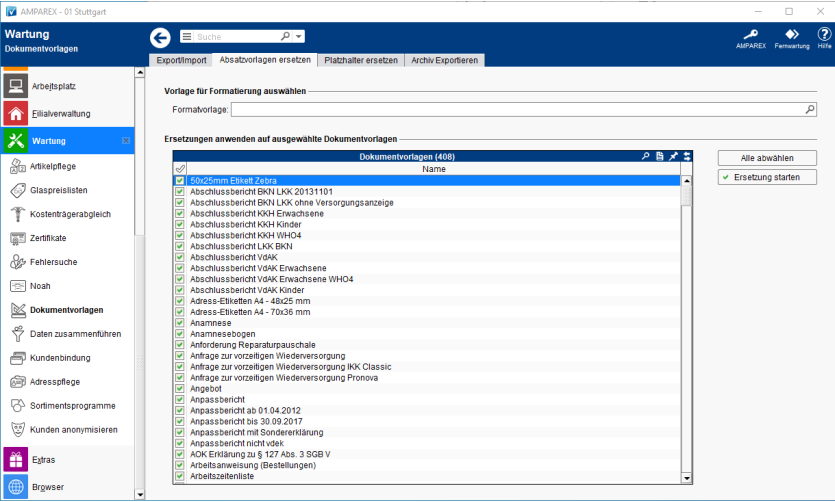 AMPAREX - 01 Stuttgart
Wartung
Dokumentvorlagen
Suche
AMPAREX
Fernwartung
Hilfe
Export/Import
Absatzvorlagen ersetzen
Platzhalter ersetzen
Archiv Exportieren
Arbeitsplatz
Filialverwaltung
Wartung
Artikelpflege
Glaspreislisten
Kostenträgerabgleich
Zertifikate
Fehlersuche
Noah
Dokumentvorlagen
Daten zusammenführen
Kundenbindung
Adresspflege
Sortimentsprogramme
Kunden anonymisieren
Extras
Browser
Vorlage für Formatierung auswählen
Formatvorlage:
Ersetzungen anwenden auf ausgewählte Dokumentvorlagen
Dokumentvorlagen (408)
Name
50x25mm Etikett Zebra
Abschlussbericht BKN LKK 20131101
Abschlussbericht BKN LKK ohne Versorgungsanzeige
Abschlussbericht KKH Erwachsene
Abschlussbericht KKH Kinder
Abschlussbericht KKH WHO4
Abschlussbericht LKK BKN
Abschlussbericht VdAK
Abschlussbericht VdAK Erwachsene
Abschlussbericht VdAK Erwachsene WHO4
Abschlussbericht VdAK Kinder
Adress-Etiketten A4 - 48x25 mm
Adress-Etiketten A4 - 70x36 mm
Anamnese
Anamnesebogen
Anforderung Reparaturpauschale
Anfrage zur vorzeitigen Wiederversorgung
Anfrage zur vorzeitigen Wiederversorgung IKK Classic
Anfrage zur vorzeitigen Wiederversorgung Pronova
Angebot
Anpassbericht
Anpassbericht ab 01.04.2012
Anpassbericht bis 30.09.2017
Anpassbericht mit Sondererklärung
Anpassbericht nicht vdek
AOK Erklärung zu § 127 Abs. 3 SGB V
Arbeitsanweisung (Bestellungen)
Arbeitszeitenliste
Alle abwählen
Ersetzung starten